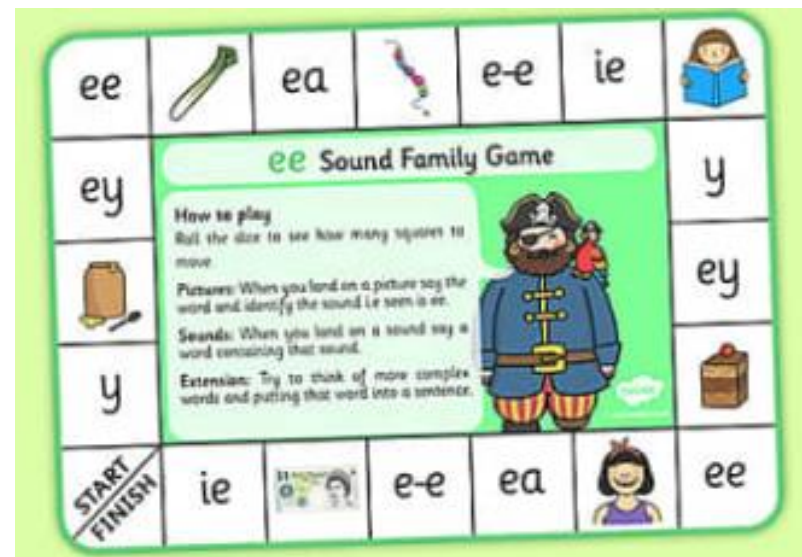 ee
ea
e-e
ie
ey
y
ee Sound Family Game
How to play
Roll the dice to see how many squares to
move.
Pictures: When you land on a picture say the
word and identify the sound i.e seen is ee.
Sounds: When you land on a sound say a
word containing that sound.
Extension: Try to think of more complex
words and putting that word into a sentence.
ey
y
START
FINISH
ie
e-e
ea
ee